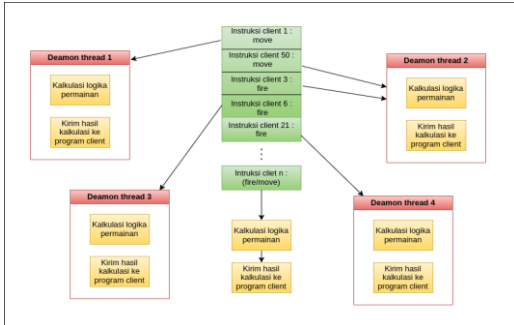 Instruksi client 1 :
move
Instruksi client 50 :
move
Instruksi client 3 :
fire
Instruksi client 6 :
fire
Instruksi client 21 :
fire
Intruksi cliet n :
(fire/move)
Kalkulasi logika
permainan
Kirim hasil
kalkulasi ke
program client
Deamon thread 1
Kalkulasi logika
permainan
Kirim hasil
kalkulasi ke
program client
Deamon thread 2
Kalkulasi logika
permainan
Kirim hasil
kalkulasi ke
program client
Deamon thread 3
Kalkulasi logika
permainan
Kirim hasil
kalkulasi ke
program client
Deamon thread 4
Kalkulasi logika
permainan
Kirim hasil
kalkulasi ke
program client